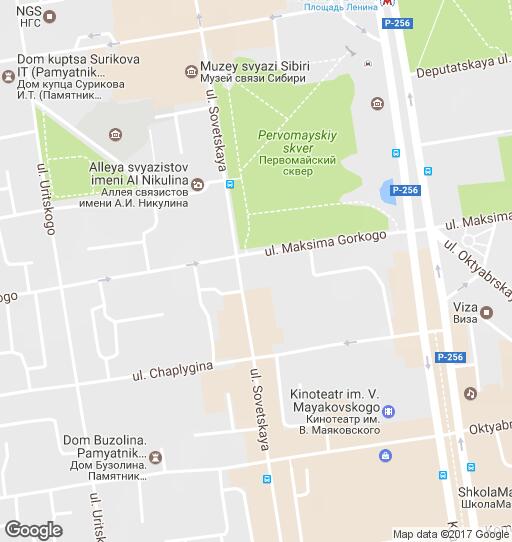 NGS
НГС
Площадь Ленина
P-256
Dom kuptsa Surikova
IT (Pamyatnik...
Дом купца Сурикова
И.Т. (Памятник...
Muzey svyazi Sibiri
Музей связи Сибири
Deputatskaya ul.
ul. Sovetskaya
Pervomayskiy
skver
Первомайский
сквер
Alleya svyazistov
imeni AI Nikulina
Аллея связистов
имени А.И. Никулина
ul. Uritskogo
P-256
ul. Maksima
ul. Maksima Gorkogo
ul. Oktyabrska
ogo
Viza
Виза
P-256
ul. Chaplygina
ul. Sovetskaya
Kinoteatr im. V.
Mayakovskogo
Кинотеатр им.
В. Маяковского
Oktyabr
Dom Buzolina.
Pamyatnik...
Дом Бузолина.
Памятник...
ul. Urits
ShkolaMa
ШколаМа
Kom
K
Google
Map data ©2017 Google